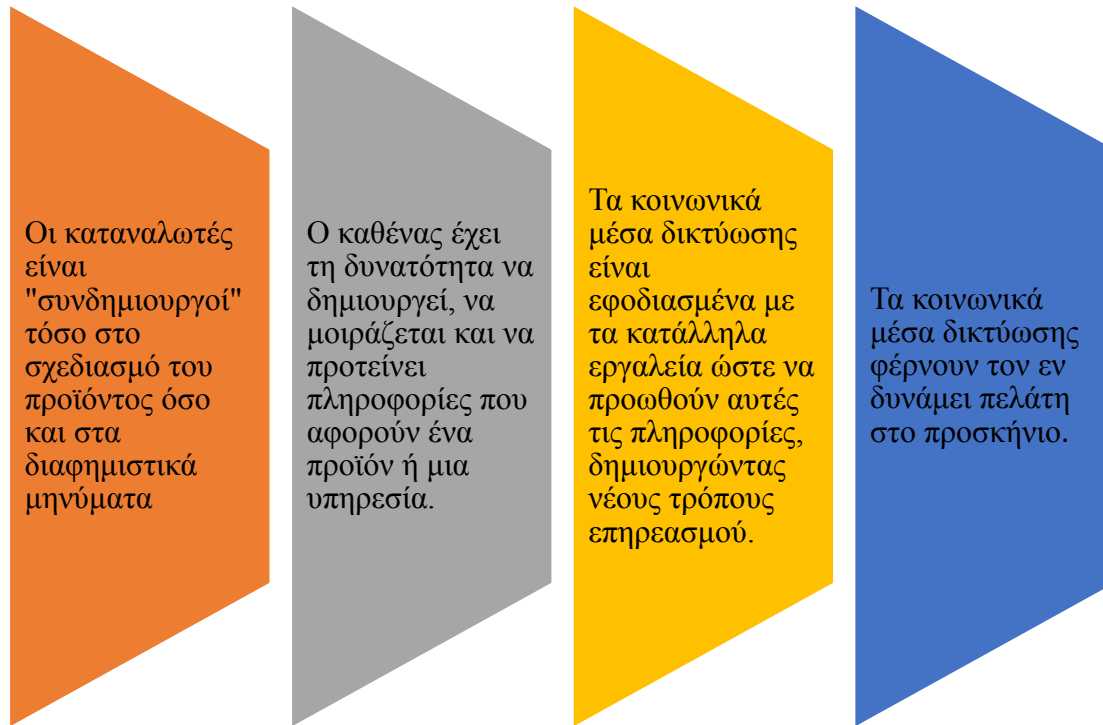 Οι καταναλωτές
είναι
"συνδημιουργοί"
τόσο στο
σχεδιασμό του
προϊόντος όσο
και στα
διαφημιστικά
μηνύματα
Ο καθένας έχει
τη δυνατότητα να
δημιουργεί, να
μοιράζεται και να
προτείνει
πληροφορίες που
αφορούν ένα
προϊόν ή μια
υπηρεσία.
Τα κοινωνικά
μέσα δικτύωσης
είναι
εφοδιασμένα με
τα κατάλληλα
εργαλεία ώστε να
προωθούν αυτές
τις πληροφορίες,
δημιουργώντας
νέους τρόπους
επηρεασμού.
Τα κοινωνικά
μέσα δικτύωσης
φέρνουν τον εν
δυνάμει πελάτη
στο προσκήνιο.